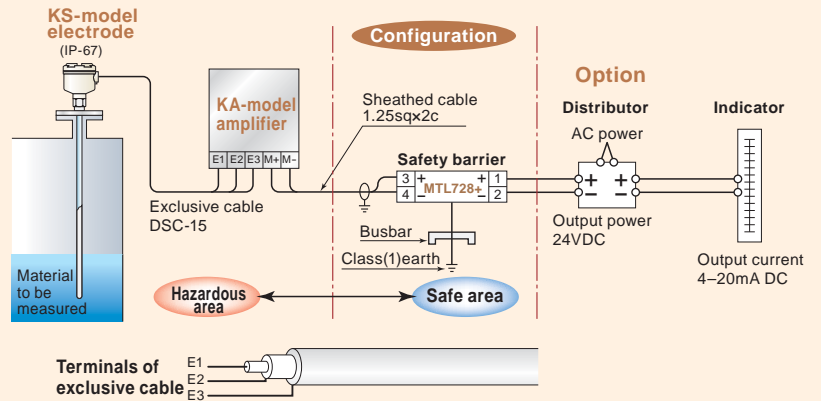 KS-model
electrode
(IP-67)
Configuration
KA-model
amplifier
E1 E2 E3 M+ M-
Sheathed cable
1.25sq×2c
Option
Distributor
Indicator
AC power
Safety barrier
3 + + 1
MTL728+
4 − − 2
+ +
− −
Exclusive cable
DSC-15
Busbar
Class(1)earth
Output power
24VDC
Output current
4–20mA DC
Material
to be
measured
Hazardous
area
Safe area
Terminals of
exclusive cable
E1
E2
E3